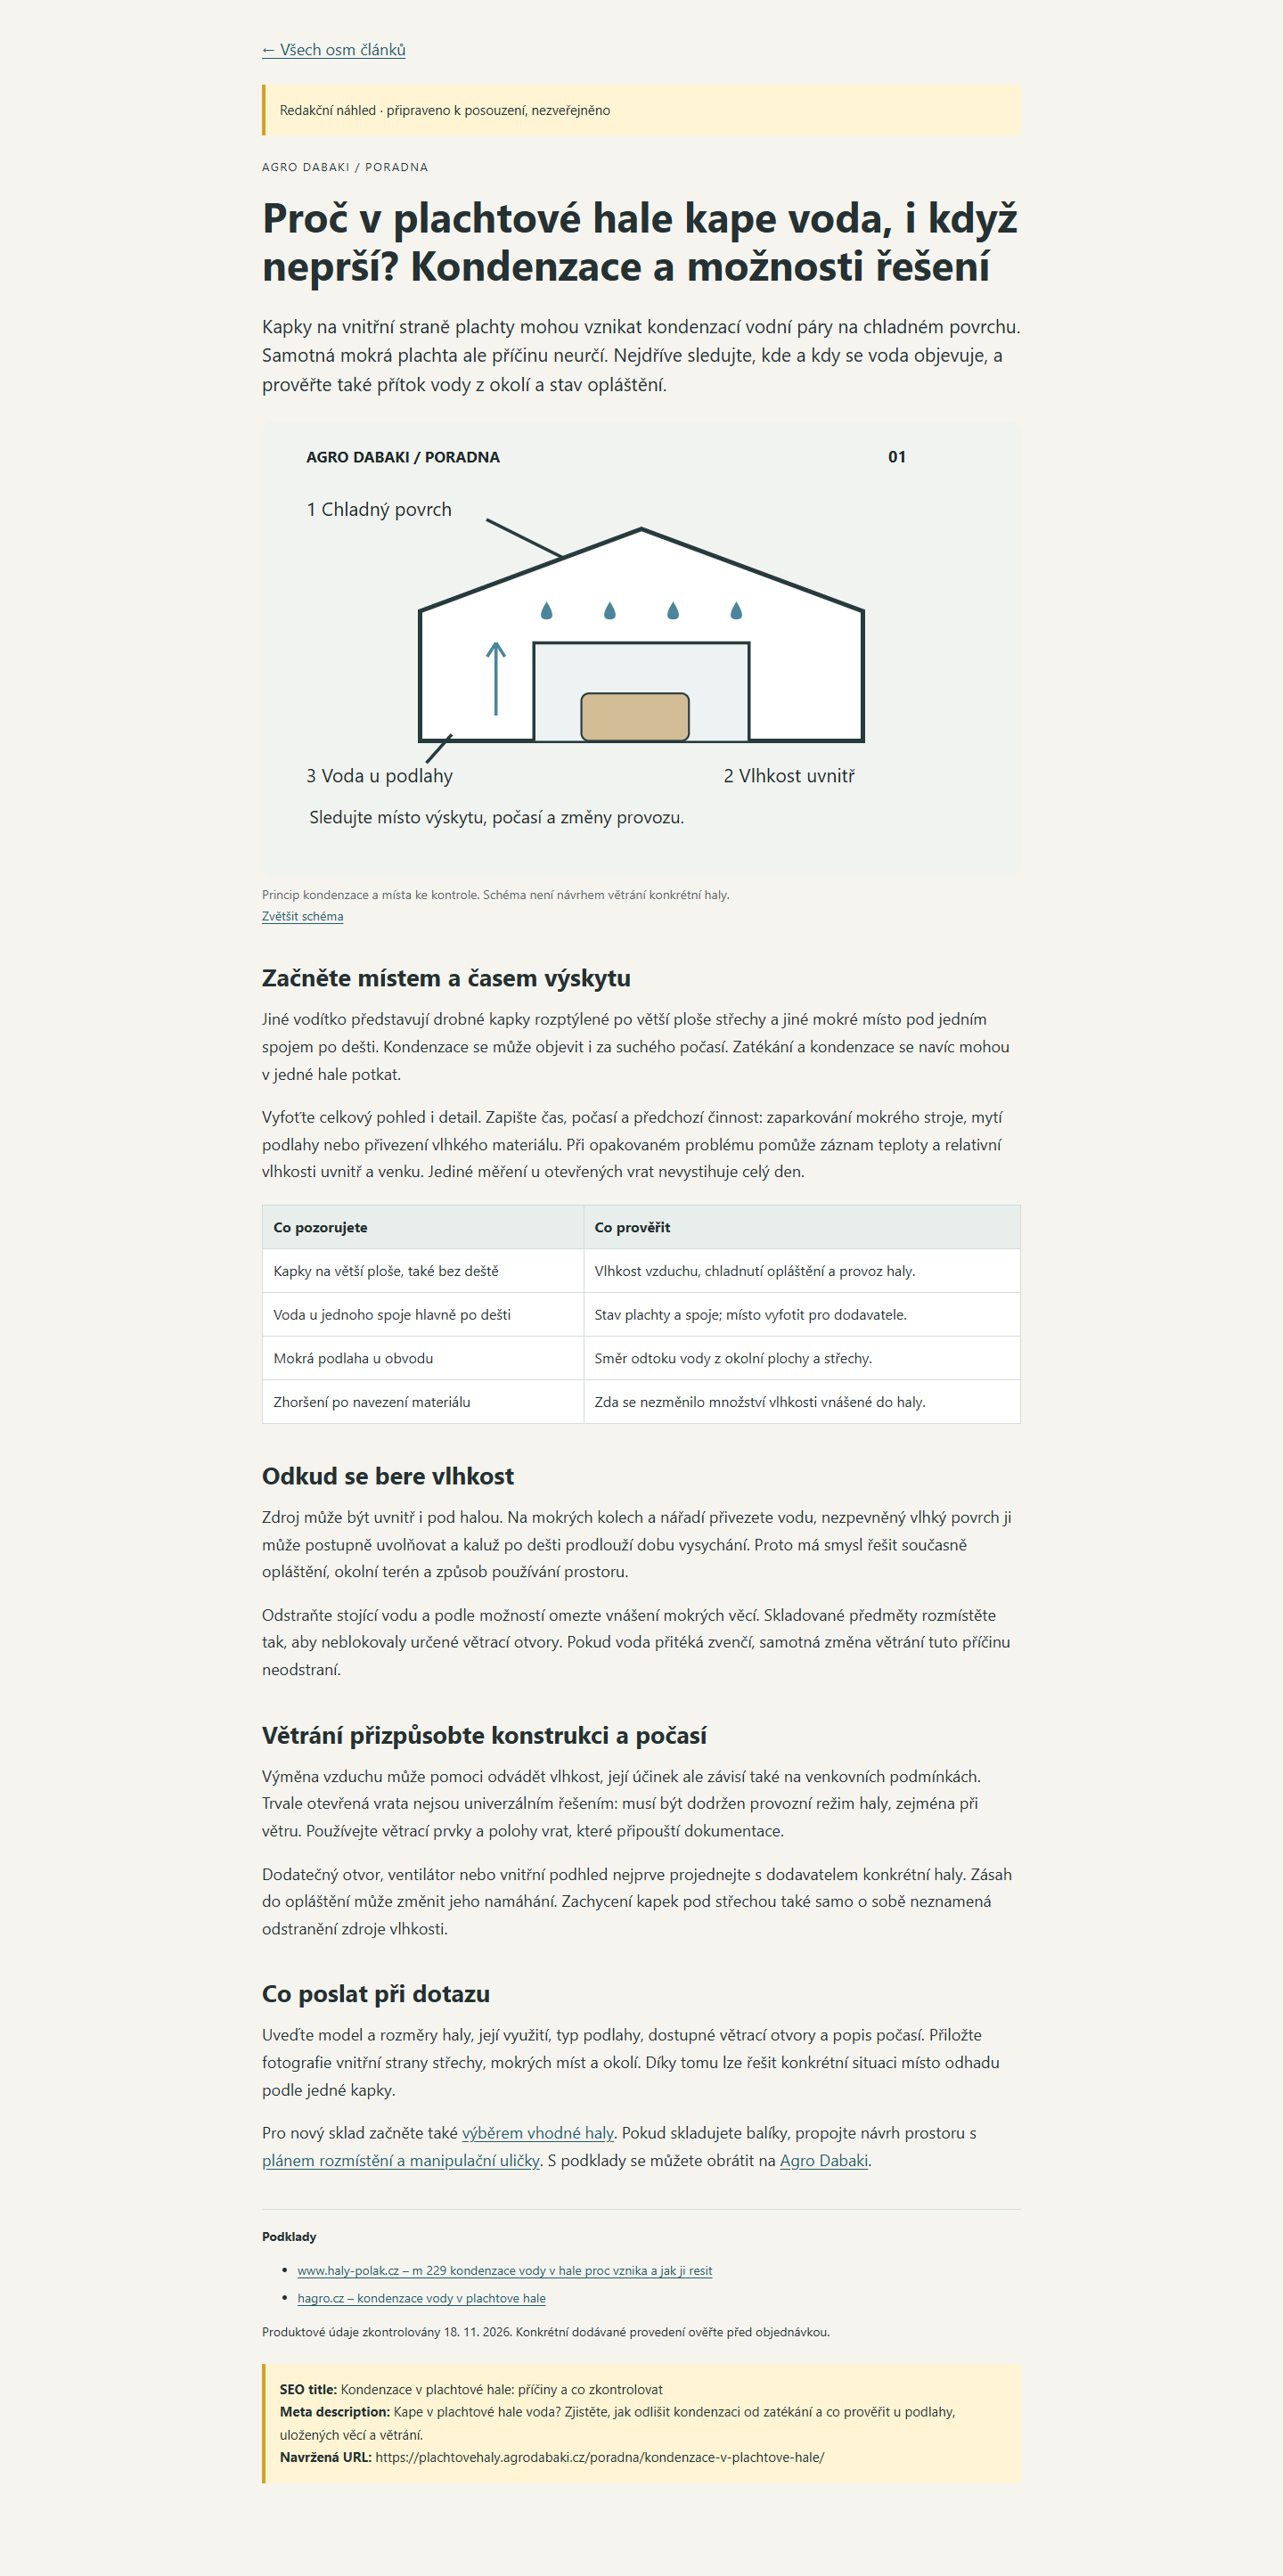 ← Všech osm článků
Redakční náhled · připraveno k posouzení, nezveřejněno
AGRO DABAKI / PORADNA
Proč v plachtové hale kape voda, i když
neprší? Kondenzace a možnosti řešení
Kapky na vnitřní straně plachty mohou vznikat kondenzací vodní páry na chladném povrchu.
Samotná mokrá plachta ale příčinu neurčí. Nejdříve sledujte, kde a kdy se voda objevuje, a
prověřte také přítok vody z okolí a stav opláštění.
AGRO DABAKI / PORADNA 01
1 Chladný povrch
3 Voda u podlahy 2 Vlhkost uvnitř
Sledujte místo výskytu, počasí a změny provozu.
Princip kondenzace a místa ke kontrole. Schéma není návrhem větrání konkrétní haly.
Zvětšit schéma
Začněte místem a časem výskytu
Jiné vodítko představují drobné kapky rozptýlené po větší ploše střechy a jiné mokré místo pod jedním
spojem po dešti. Kondenzace se může objevit i za suchého počasí. Zatékání a kondenzace se navíc mohou
v jedné hale potkat.
Vyfoťte celkový pohled i detail. Zapište čas, počasí a předchozí činnost: zaparkování mokrého stroje, mytí
podlahy nebo přivezení vlhkého materiálu. Při opakovaném problému pomůže záznam teploty a relativní
vlhkosti uvnitř a venku. Jediné měření u otevřených vrat nevystihuje celý den.
Co pozorujete Co prověřit
Kapky na větší ploše, také bez deště Vlhkost vzduchu, chladnutí opláštění a provoz haly.
Voda u jednoho spoje hlavně po dešti Stav plachty a spoje; místo vyfotit pro dodavatele.
Mokrá podlaha u obvodu Směr odtoku vody z okolní plochy a střechy.
Zhoršení po navezení materiálu Zda se nezměnilo množství vlhkosti vnášené do haly.
Odkud se bere vlhkost
Zdroj může být uvnitř i pod halou. Na mokrých kolech a nářadí přivezete vodu, nezpevněný vlhký povrch ji
může postupně uvolňovat a kaluž po dešti prodlouží dobu vysychání. Proto má smysl řešit současně
opláštění, okolní terén a způsob používání prostoru.
Odstraňte stojící vodu a podle možností omezte vnášení mokrých věcí. Skladované předměty rozmístěte
tak, aby neblokovaly určené větrací otvory. Pokud voda přitéká zvenčí, samotná změna větrání tuto příčinu
neodstraní.
Větrání přizpůsobte konstrukci a počasí
Výměna vzduchu může pomoci odvádět vlhkost, její účinek ale závisí také na venkovních podmínkách.
Trvale otevřená vrata nejsou univerzálním řešením: musí být dodržen provozní režim haly, zejména při
větru. Používejte větrací prvky a polohy vrat, které připouští dokumentace.
Dodatečný otvor, ventilátor nebo vnitřní podhled nejprve projednejte s dodavatelem konkrétní haly. Zásah
do opláštění může změnit jeho namáhání. Zachycení kapek pod střechou také samo o sobě neznamená
odstranění zdroje vlhkosti.
Co poslat při dotazu
Uveďte model a rozměry haly, její využití, typ podlahy, dostupné větrací otvory a popis počasí. Přiložte
fotografie vnitřní strany střechy, mokrých míst a okolí. Díky tomu lze řešit konkrétní situaci místo odhadu
podle jedné kapky.
Pro nový sklad začněte také výběrem vhodné haly. Pokud skladujete balíky, propojte návrh prostoru s
plánem rozmístění a manipulační uličky. S podklady se můžete obrátit na Agro Dabaki.
Podklady
• www.haly-polak.cz – m 229 kondenzace vody v hale proc vznika a jak ji resit
• hagro.cz – kondenzace vody v plachtove hale
Produktové údaje zkontrolovány 18. 11. 2026. Konkrétní dodávané provedení ověřte před objednávkou.
SEO title: Kondenzace v plachtové hale: příčiny a co zkontrolovat
Meta description: Kape v plachtové hale voda? Zjistěte, jak odlišit kondenzaci od zatékání a co prověřit u podlahy,
uložených věcí a větrání.
Navržená URL: https://plachtovehaly.agrodabaki.cz/poradna/kondenzace-v-plachtove-hale/